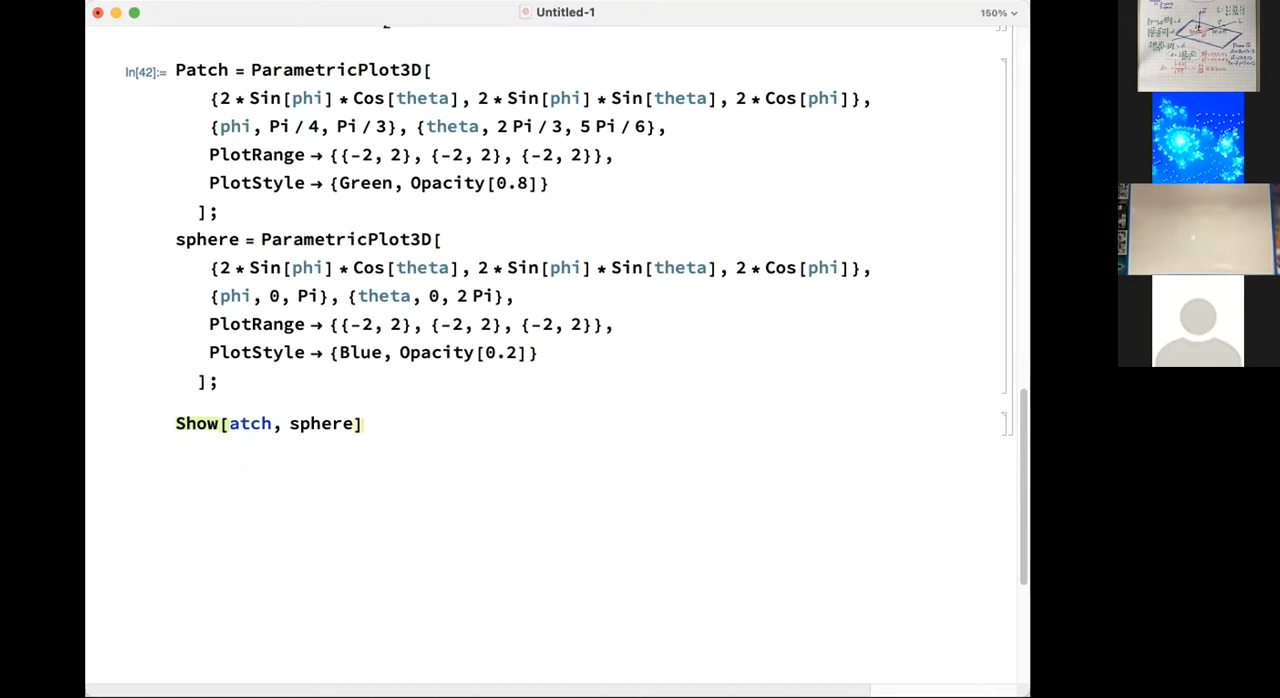 Untitled-1
150%
In[42]:= Patch = ParametricPlot3D[
{2 * Sin[phi] * Cos[theta], 2 * Sin[phi] * Sin[theta], 2 * Cos[phi]},
{phi, Pi / 4, Pi / 3}, {theta, 2 Pi / 3, 5 Pi / 6},
PlotRange → {{-2, 2}, {-2, 2}, {-2, 2}},
PlotStyle → {Green, Opacity[0.8]}
];
sphere = ParametricPlot3D[
{2 * Sin[phi] * Cos[theta], 2 * Sin[phi] * Sin[theta], 2 * Cos[phi]},
{phi, 0, Pi}, {theta, 0, 2 Pi},
PlotRange → {{-2, 2}, {-2, 2}, {-2, 2}},
PlotStyle → {Blue, Opacity[0.2]}
];
Show[atch, sphere]